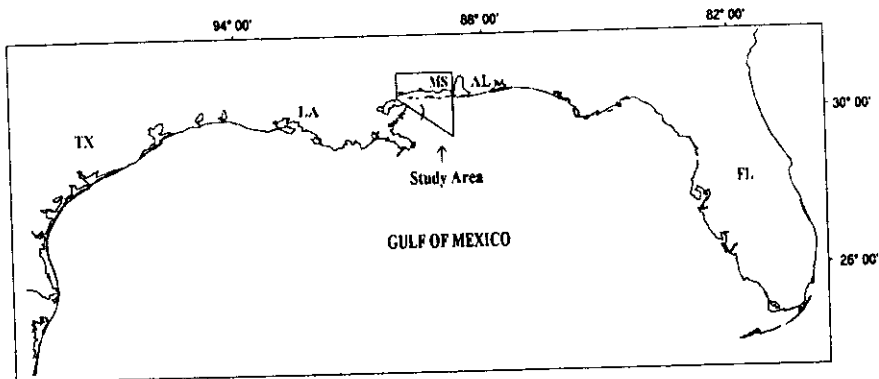 94° 00'
88° 00'
82° 00'
MS
AL
30° 00'
LA
TX
Study Area
FL
GULF OF MEXICO
26° 00'